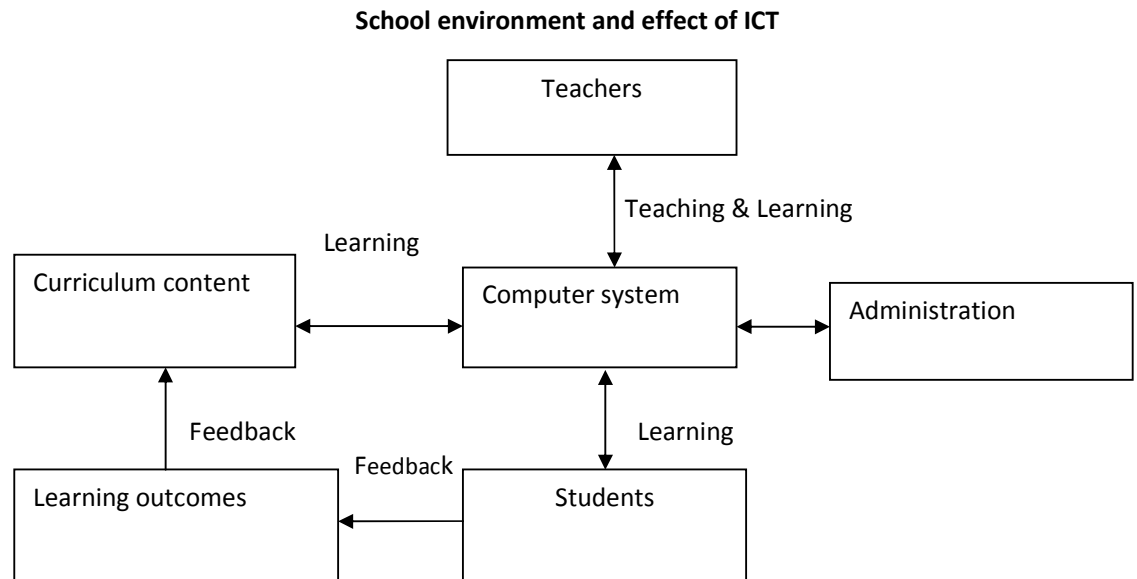 School environment and effect of ICT
Teachers
Teaching & Learning
Learning
Curriculum content
Computer system
Administration
Feedback
Learning
Feedback
Learning outcomes
Students